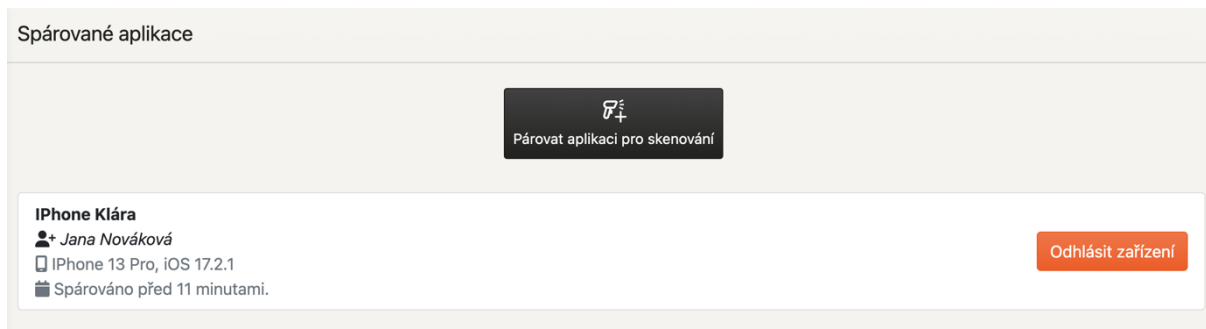 Spárované aplikace
Párovat aplikaci pro skenování
IPhone Klára
Jana Nováková
IPhone 13 Pro, iOS 17.2.1
Spárováno před 11 minutami.
Odhlásit zařízení